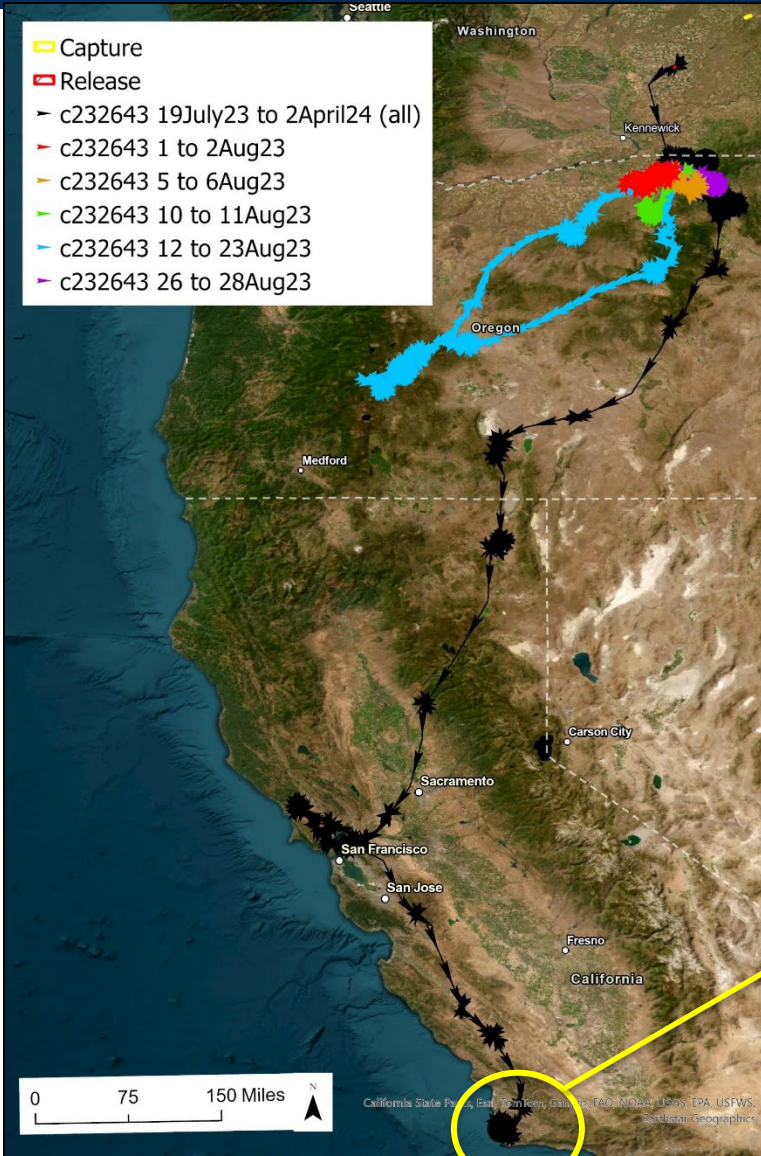 Seattle
Washington
Capture
Release
c232643 19July23 to 2April24 (all)
c232643 1 to 2Aug23
c232643 5 to 6Aug23
c232643 10 to 11Aug23
c232643 12 to 23Aug23
c232643 26 to 28Aug23
Kennewick
Oregon
Medford
Carson City
Sacramento
San Francisco
San Jose
Fresno
California
0 75 150 Miles
N
California State Parks, Esri, TomTom, Garmin, FAO, NOAA, USGS, EPA, USFWS,
Earthstar Geographics